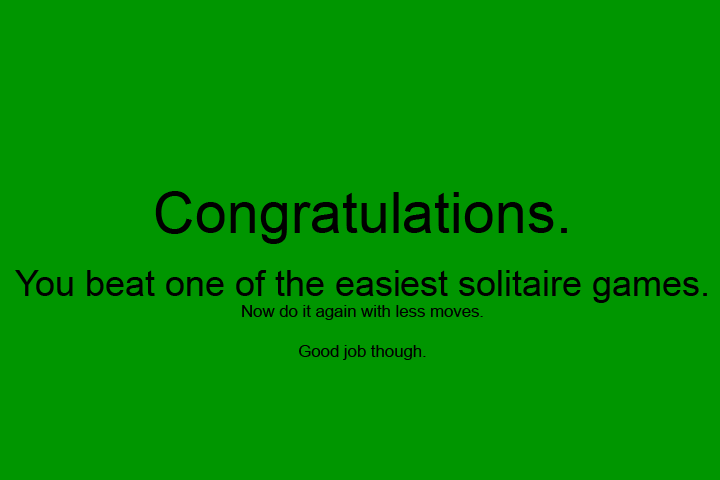 Congratulations.
You beat one of the easiest solitaire games.
Now do it again with less moves.
Good job though.